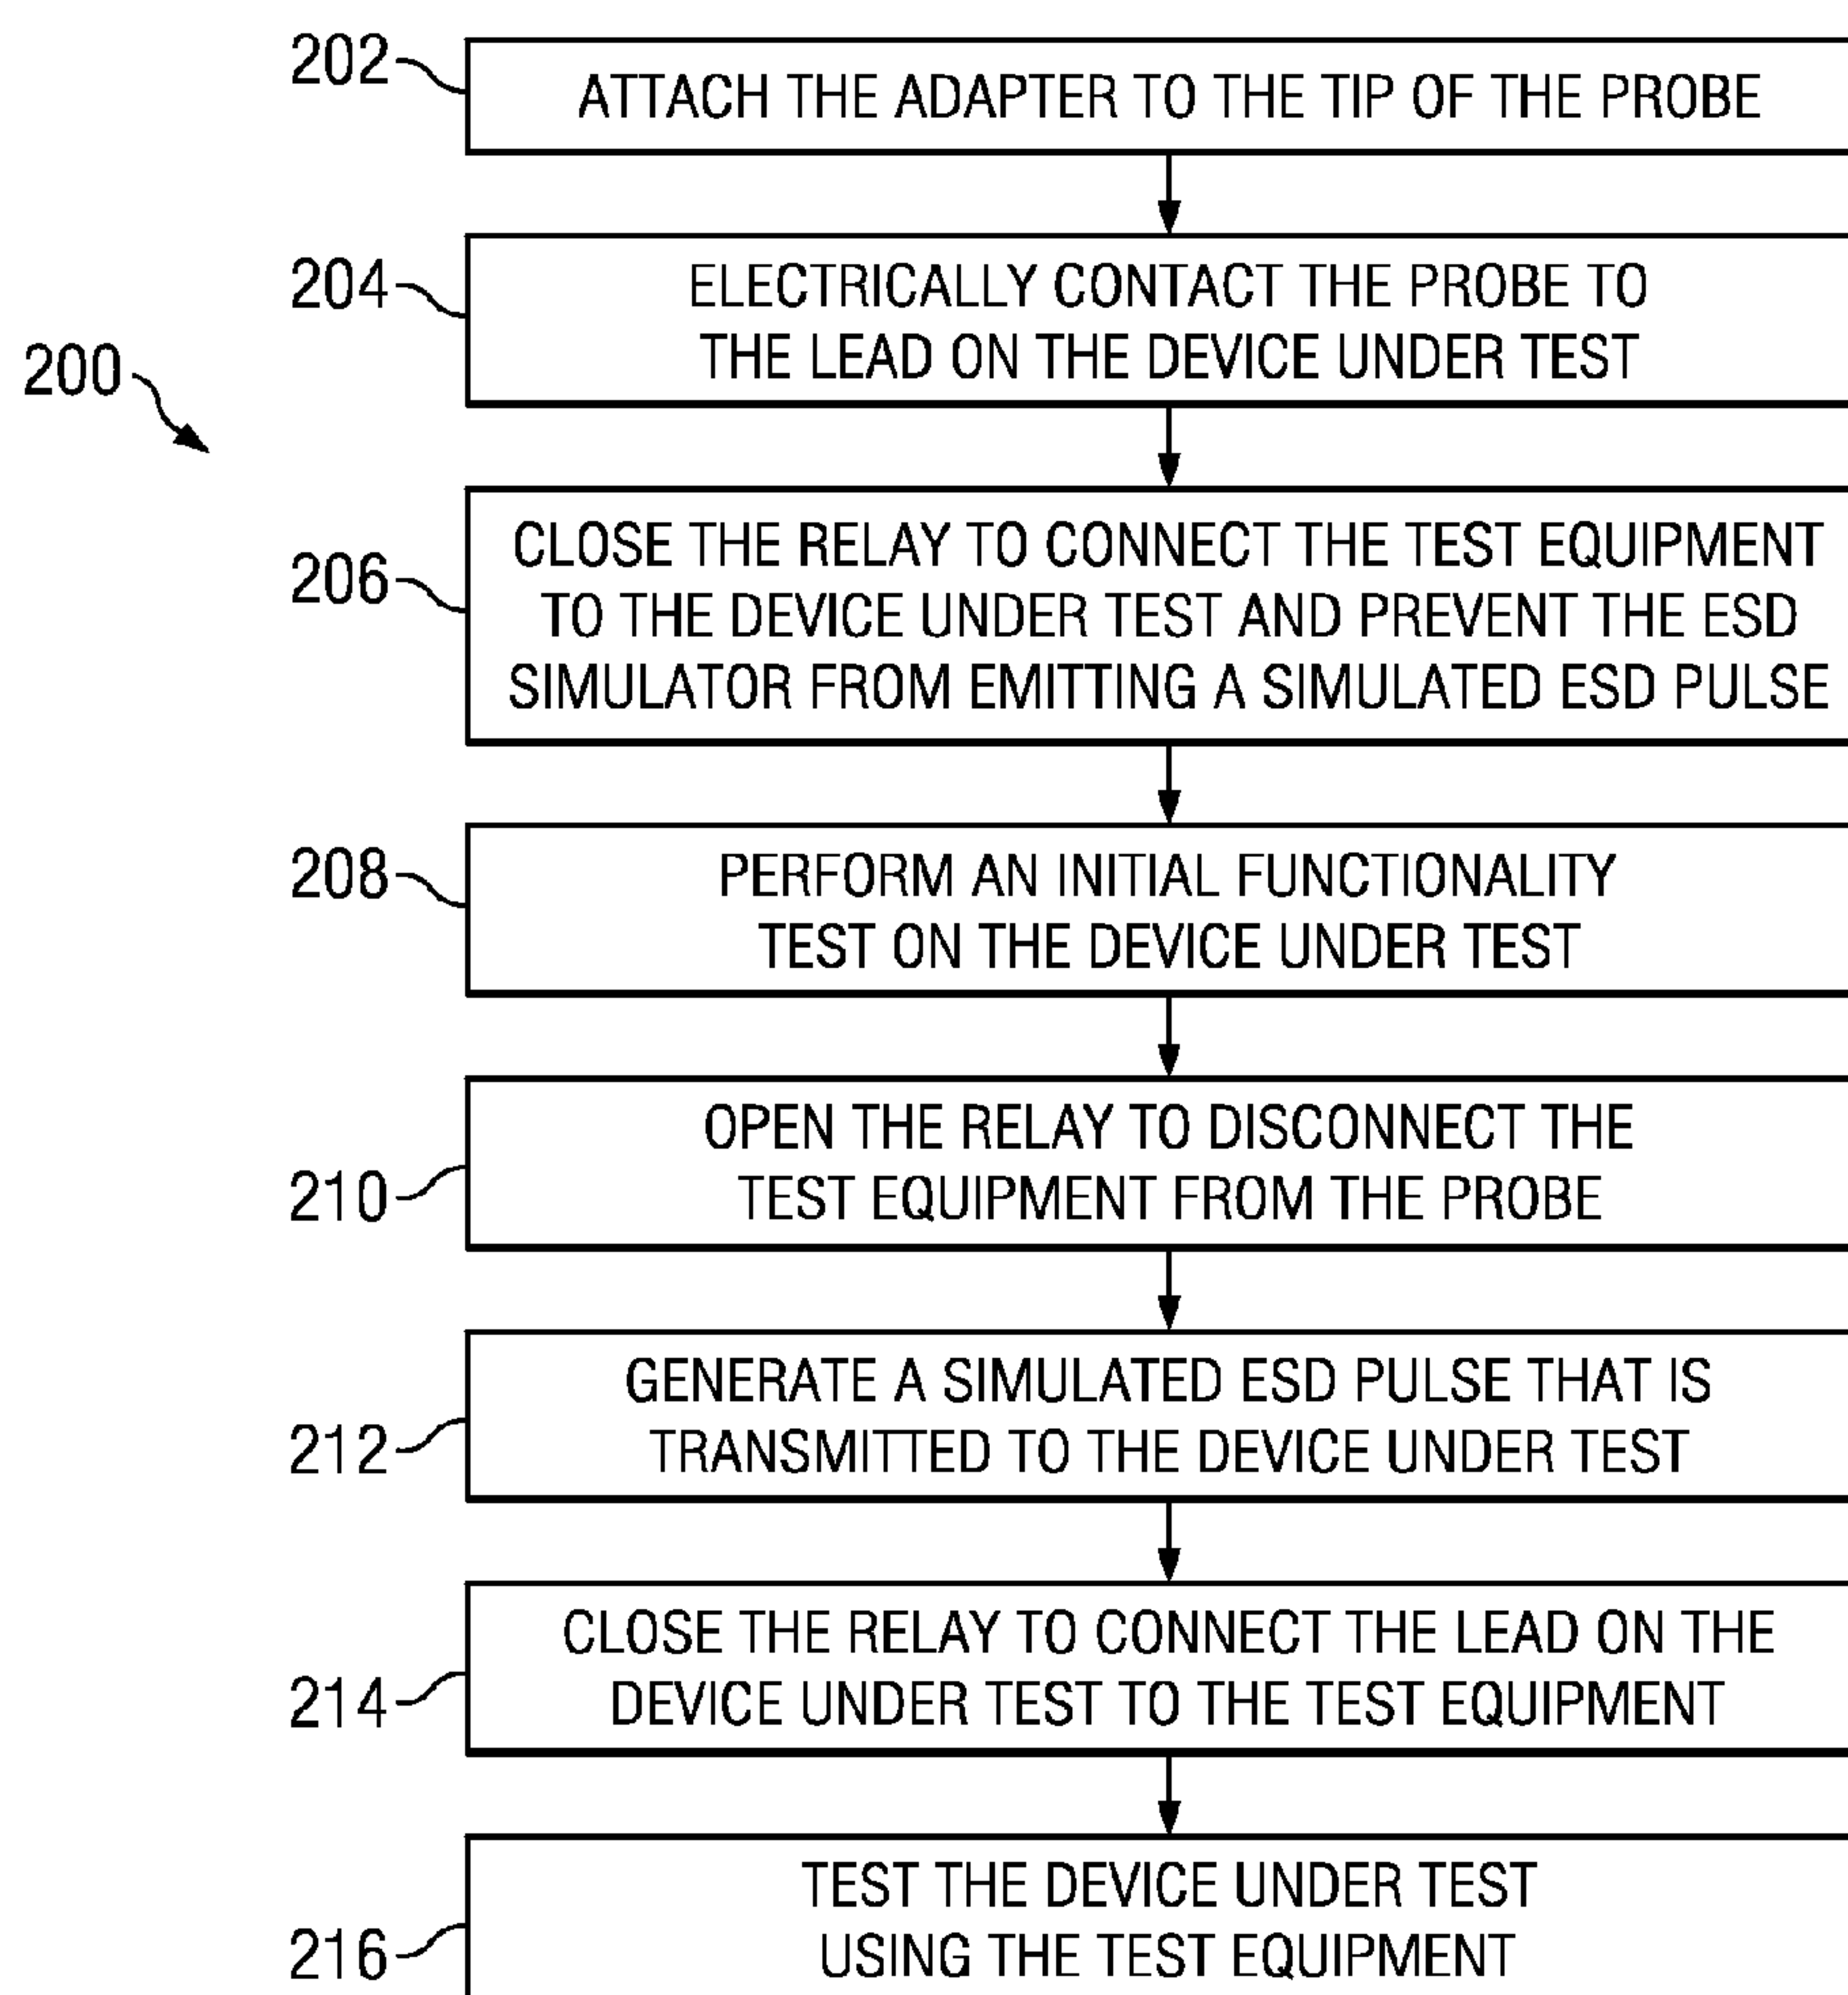 202
ATTACH THE ADAPTER TO THE TIP OF THE PROBE
204
ELECTRICALLY CONTACT THE PROBE TO
THE LEAD ON THE DEVICE UNDER TEST
200
206
CLOSE THE RELAY TO CONNECT THE TEST EQUIPMENT
TO THE DEVICE UNDER TEST AND PREVENT THE ESD
SIMULATOR FROM EMITTING A SIMULATED ESD PULSE
208
PERFORM AN INITIAL FUNCTIONALITY
TEST ON THE DEVICE UNDER TEST
210
OPEN THE RELAY TO DISCONNECT THE
TEST EQUIPMENT FROM THE PROBE
212
GENERATE A SIMULATED ESD PULSE THAT IS
TRANSMITTED TO THE DEVICE UNDER TEST
214
CLOSE THE RELAY TO CONNECT THE LEAD ON THE
DEVICE UNDER TEST TO THE TEST EQUIPMENT
216
TEST THE DEVICE UNDER TEST
USING THE TEST EQUIPMENT